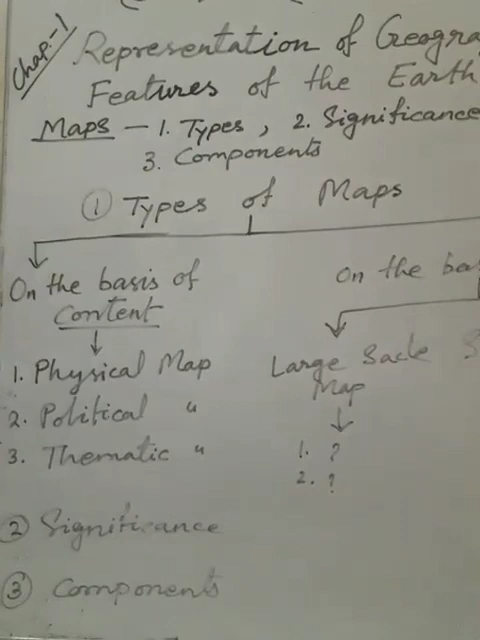 Chap:-1
Representation of Geogra
Features of the Earth
Maps - 1. Types, 2. Significance
3. Components
① Types of Maps
On the basis of
Content
On the ba
1. Physical Map
2. Political "
3. Thematic "
Large Sacle S
Map
1. ?
2. ?
② Significance
③ Components